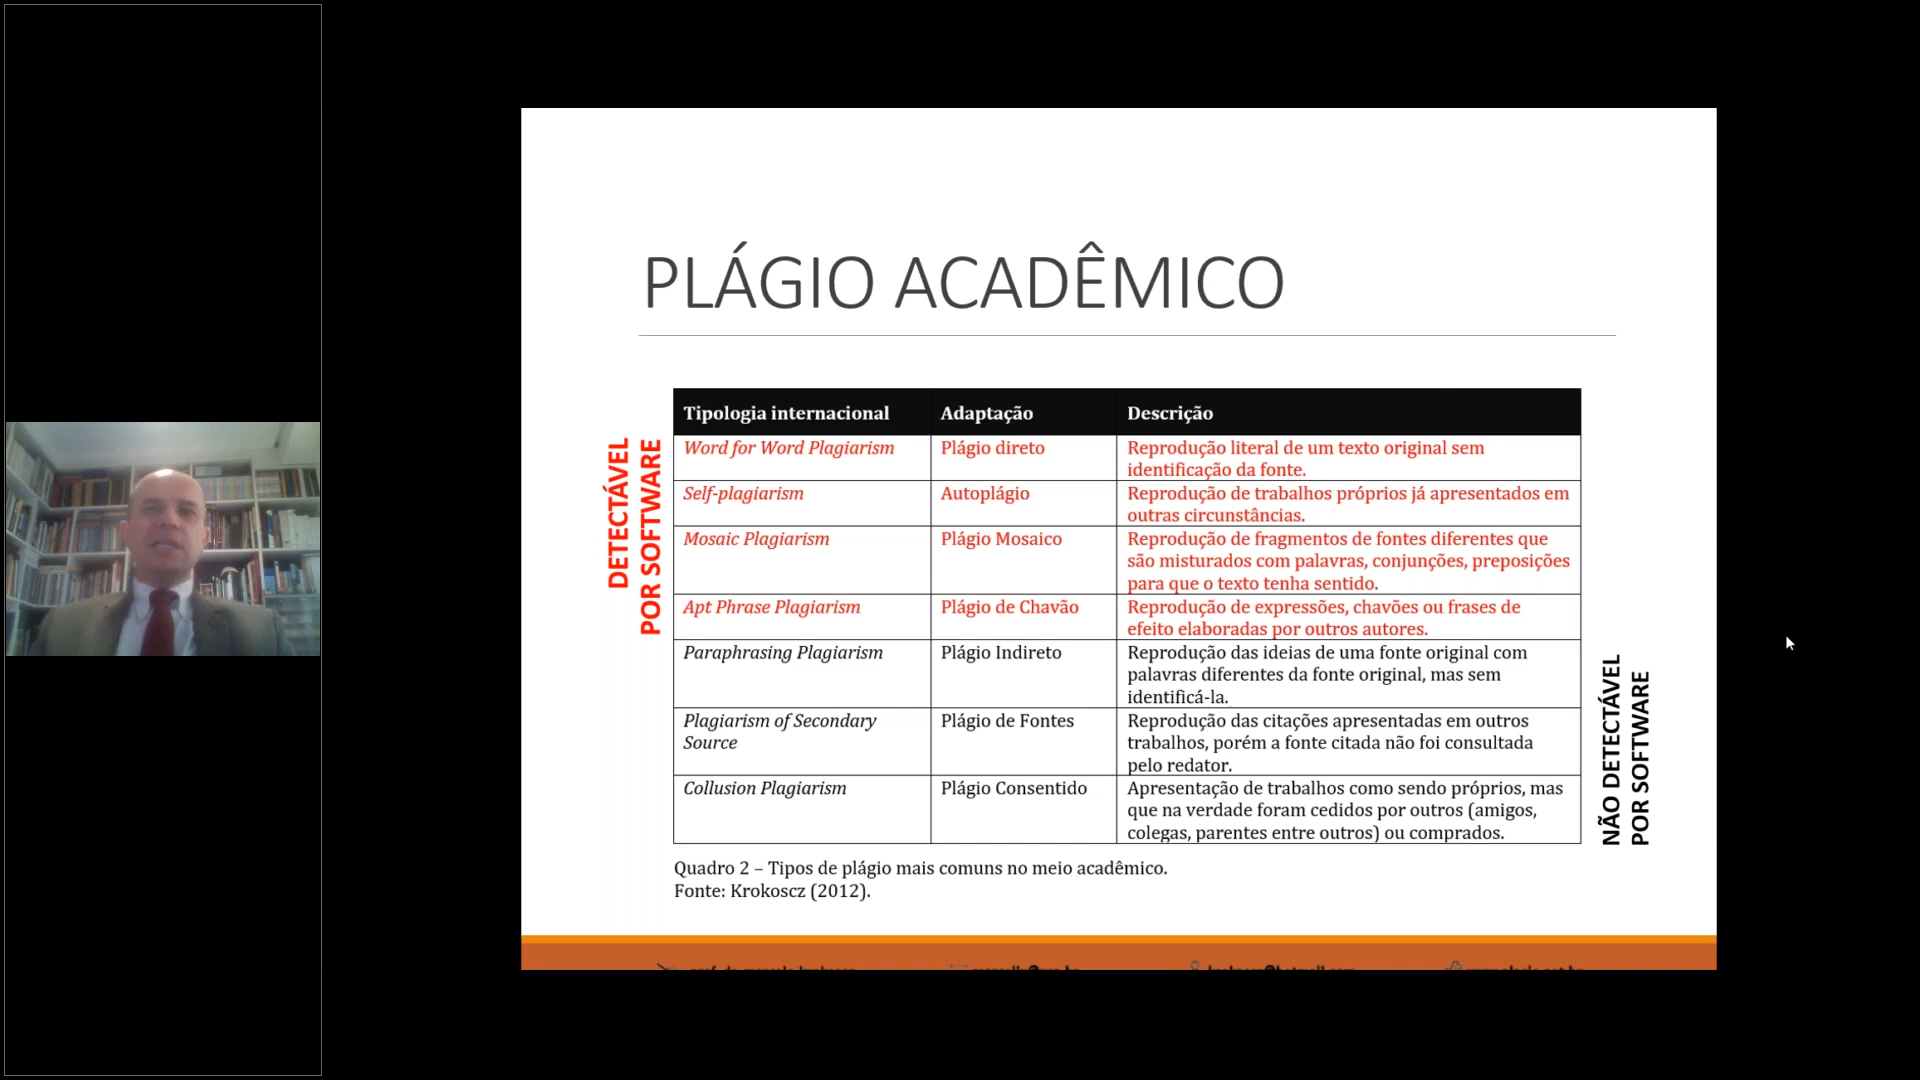 PLÁGIO ACADÊMICO
DETECTÁVEL
POR SOFTWARE
Tipologia internacional Adaptação Descrição
Word for Word Plagiarism Plágio direto Reprodução literal de um texto original sem
identificação da fonte.
Self-plagiarism Autoplágio Reprodução de trabalhos próprios já apresentados em
outras circunstâncias.
Mosaic Plagiarism Plágio Mosaico Reprodução de fragmentos de fontes diferentes que
são misturados com palavras, conjunções, preposições
para que o texto tenha sentido.
Apt Phrase Plagiarism Plágio de Chavão Reprodução de expressões, chavões ou frases de
efeito elaboradas por outros autores.
Paraphrasing Plagiarism Plágio Indireto Reprodução das ideias de uma fonte original com
palavras diferentes da fonte original, mas sem
identificá-la.
Plagiarism of Secondary Plágio de Fontes Reprodução das citações apresentadas em outros
Source trabalhos, porém a fonte citada não foi consultada
pelo redator.
Collusion Plagiarism Plágio Consentido Apresentação de trabalhos como sendo próprios, mas
que na verdade foram cedidos por outros (amigos,
colegas, parentes entre outros) ou comprados.
NÃO DETECTÁVEL
POR SOFTWARE
Quadro 2 – Tipos de plágio mais comuns no meio acadêmico.
Fonte: Krokoscz (2012).